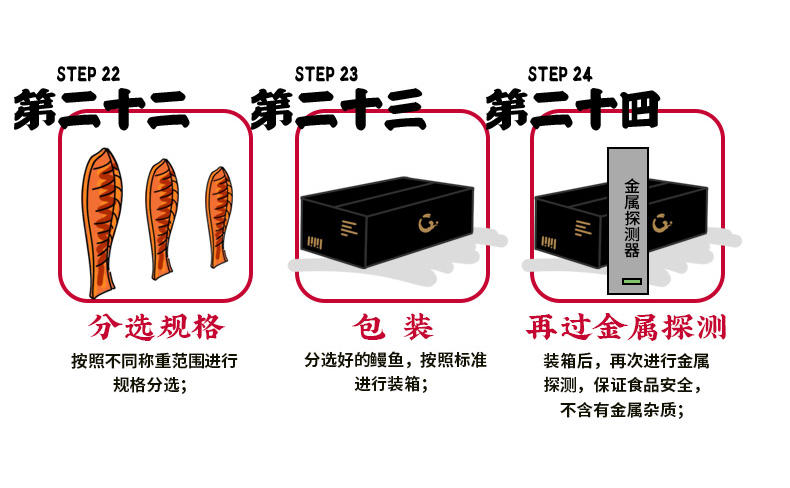 STEP 22
第二十二
分选规格
按照不同称重范围进行
规格分选；
STEP 23
第二十三
包 装
分选好的鳗鱼，按照标准
进行装箱；
STEP 24
第二十四
金属探测器
再过金属探测
装箱后，再次进行金属
探测，保证食品安全，
不含有金属杂质；